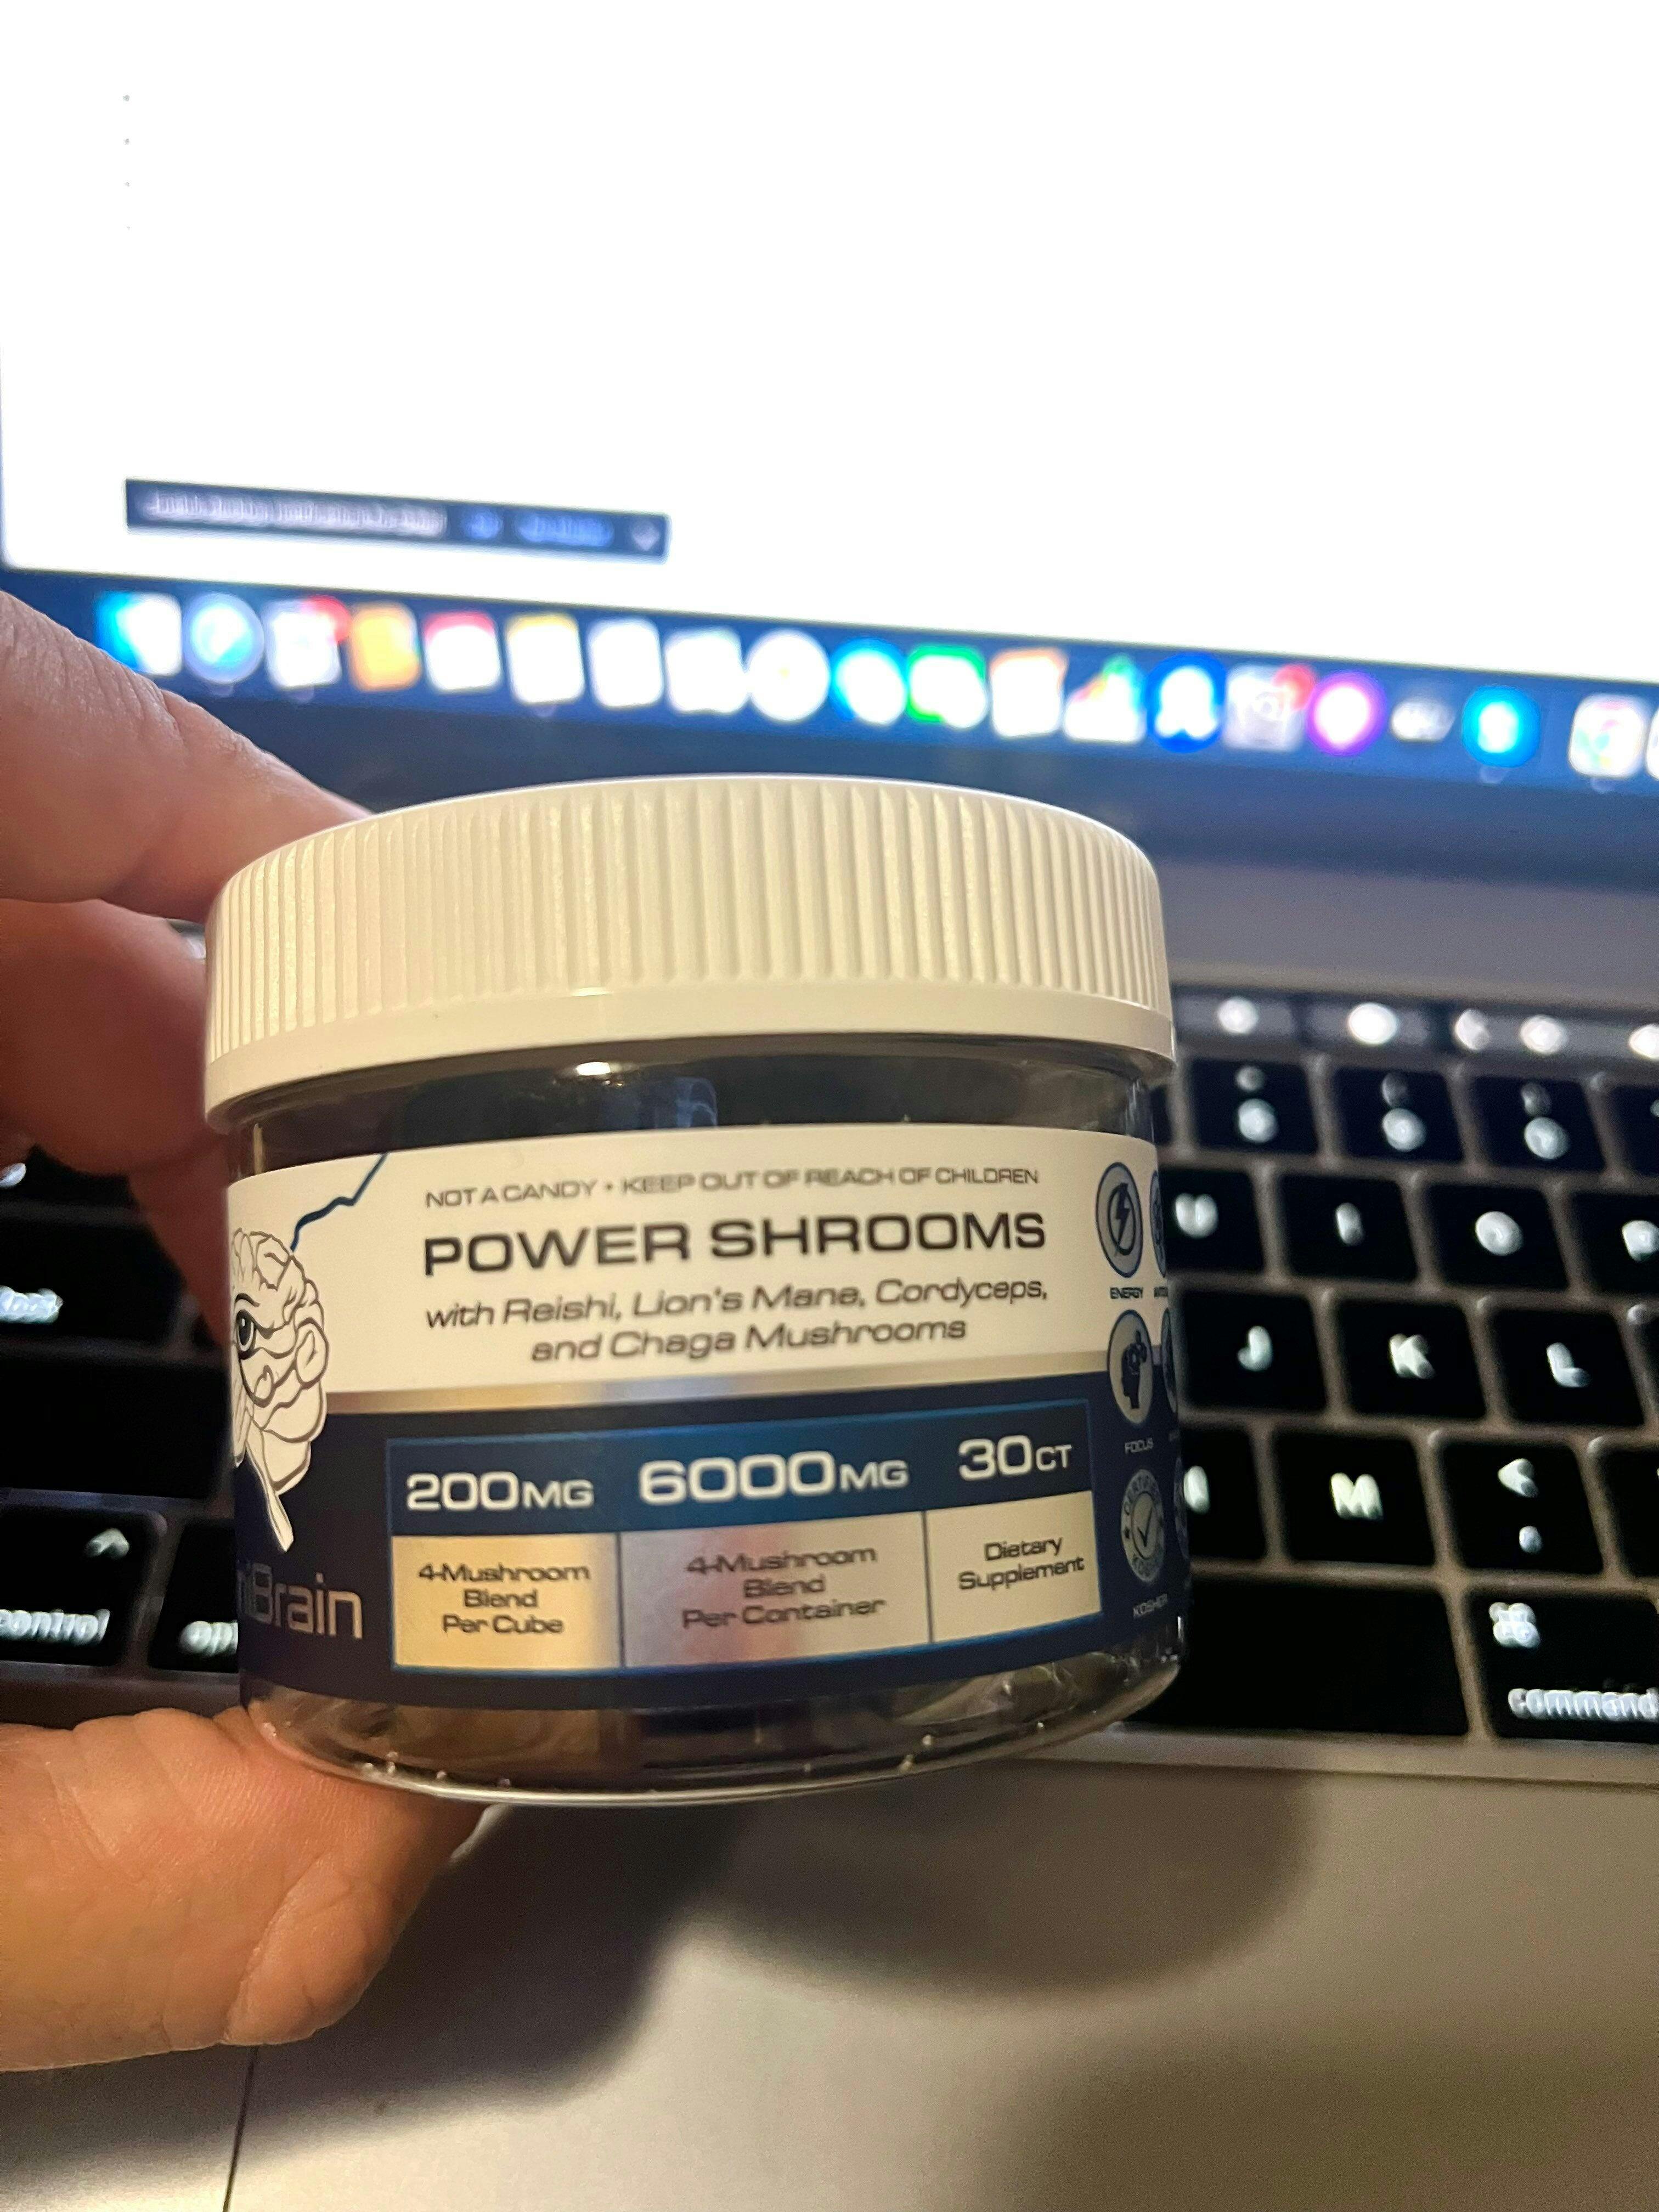 NOT A CANDY • KEEP OUT OF REACH OF CHILDREN
POWER SHROOMS
with Reishi, Lion's Mane, Cordyceps,
and Chaga Mushrooms
200MG
4-Mushroom
Blend
Per Cube
6000MG
4-Mushroom
Blend
Per Container
30CT
Dietary
Supplement
Brain
ENERGY
FOCUS
KOSHER
J
K
L
M
control
command